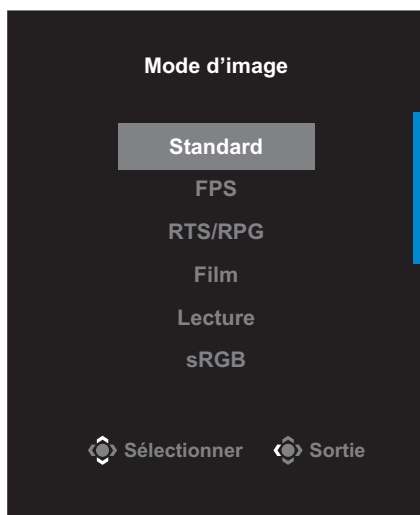 Mode d’image
Standard
FPS
RTS/RPG
Film
Lecture
sRGB
Sélectionner Sortie